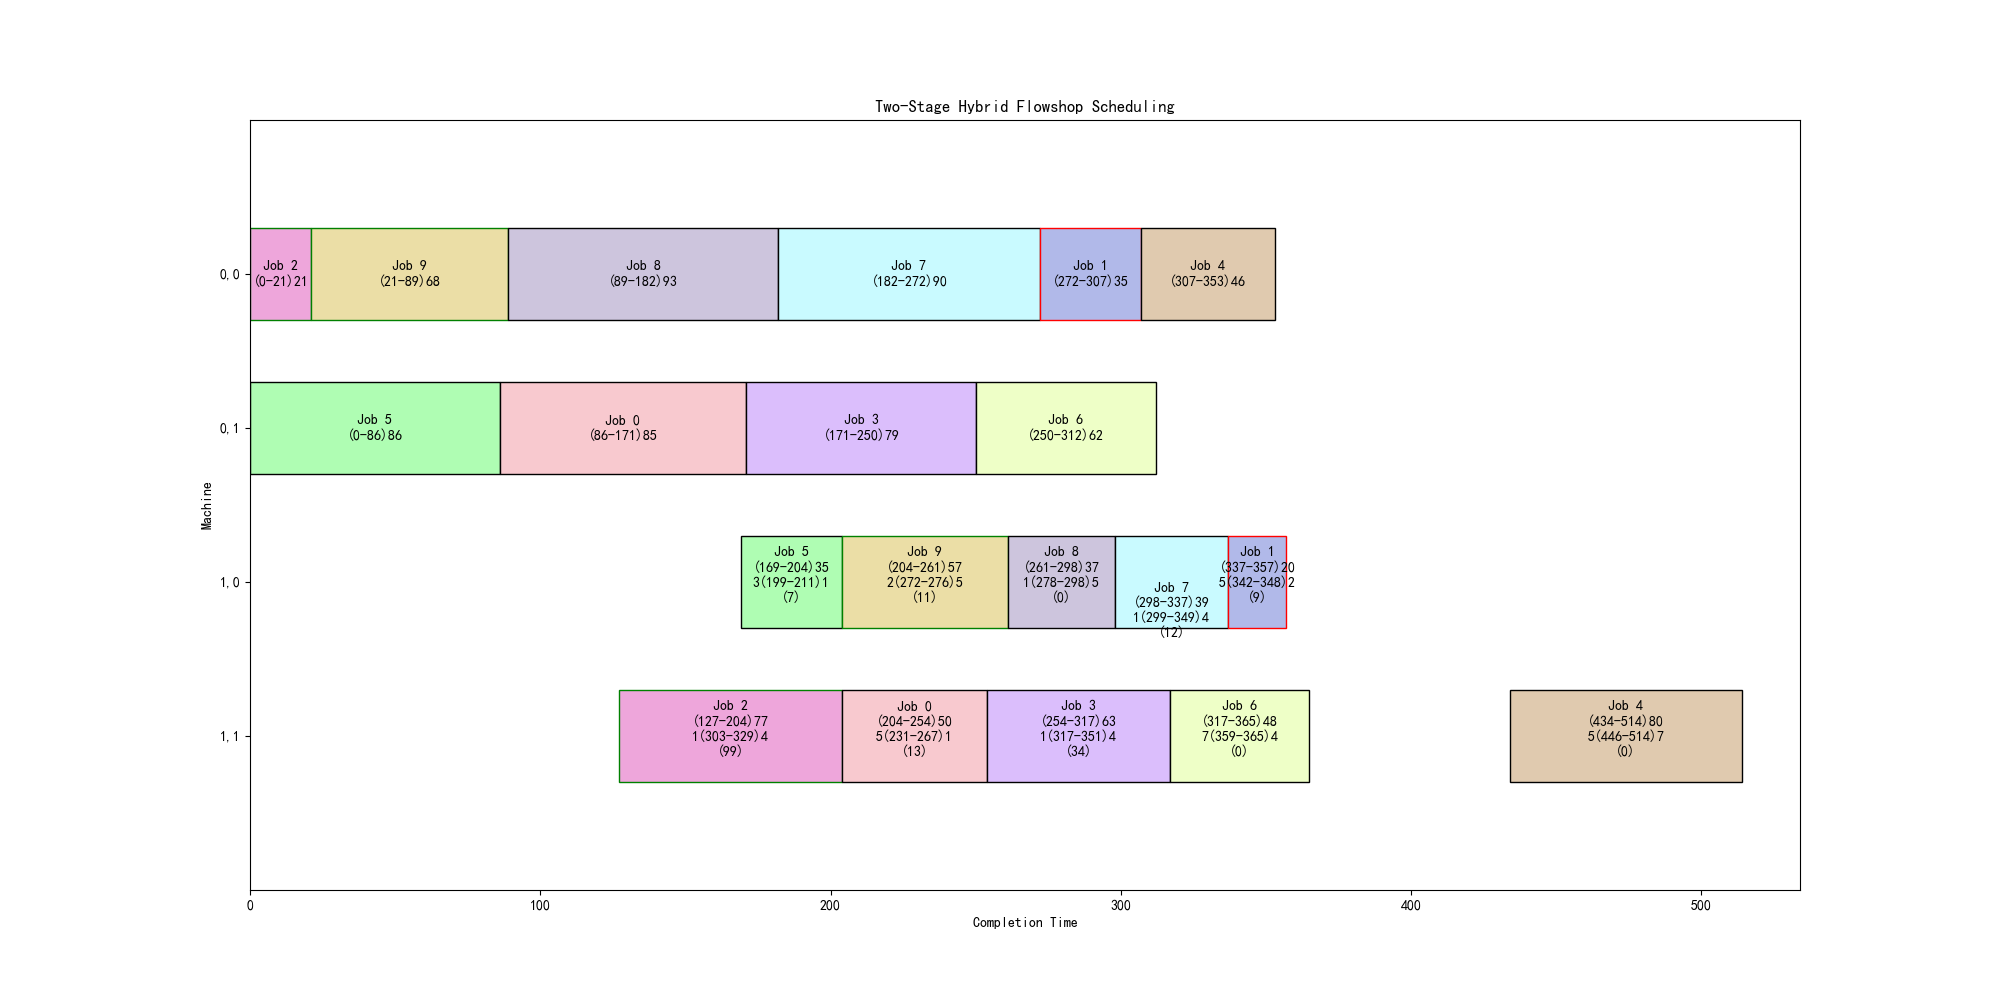 Two-Stage Hybrid Flowshop Scheduling
Machine
0,0
Job 2
(0-21)21
Job 9
(21-89)68
Job 8
(89-182)93
Job 7
(182-272)90
Job 1
(272-307)35
Job 4
(307-353)46
0,1
Job 5
(0-86)86
Job 0
(86-171)85
Job 3
(171-250)79
Job 6
(250-312)62
1,0
Job 5
(169-204)35
3(199-211)1
(7)
Job 9
(204-261)57
2(272-276)5
(11)
Job 8
(261-298)37
1(278-298)5
(0)
Job 7
(298-337)39
1(299-349)4
(12)
Job 1
(337-357)20
5(342-348)2
(9)
1,1
Job 2
(127-204)77
1(303-329)4
(99)
Job 0
(204-254)50
5(231-267)1
(13)
Job 3
(254-317)63
1(317-351)4
(34)
Job 6
(317-365)48
7(359-365)4
(0)
Job 4
(434-514)80
5(446-514)7
(0)
0
100
200
300
400
500
Completion Time